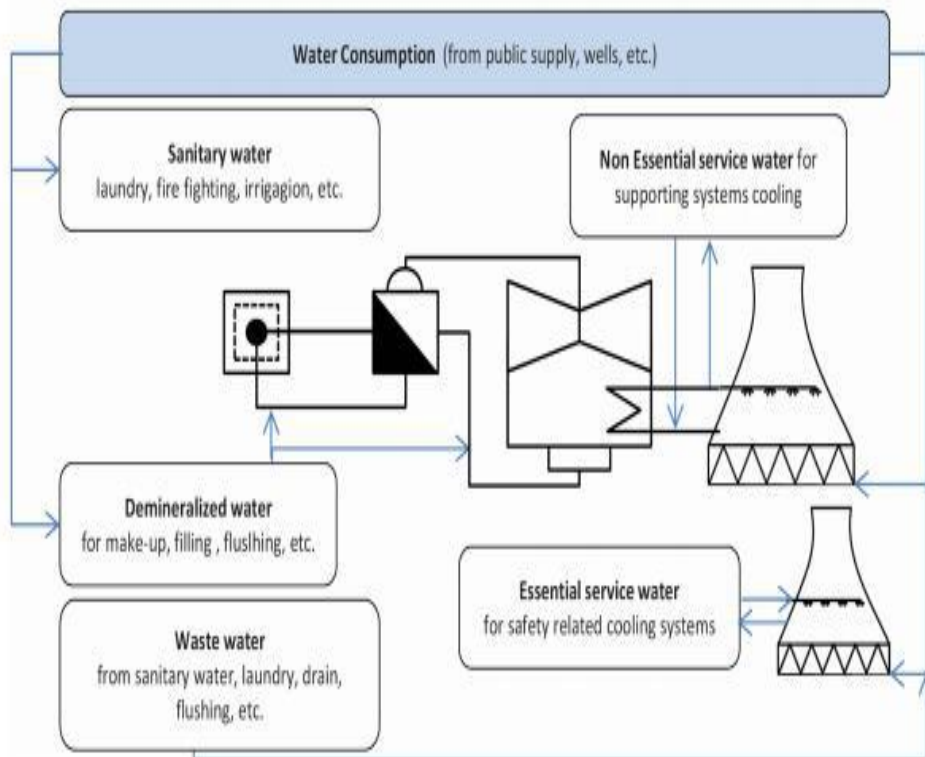 Water Consumption (from public supply, wells, etc.)
Sanitary water
laundry, fire fighting, irrigagion, etc.
Non Essential service water for
supporting systems cooling
Demineralized water
for make-up, filling , fluslhing, etc.
Essential service water
for safety related cooling systems
Waste water
from sanitary water, laundry, drain,
flushing, etc.